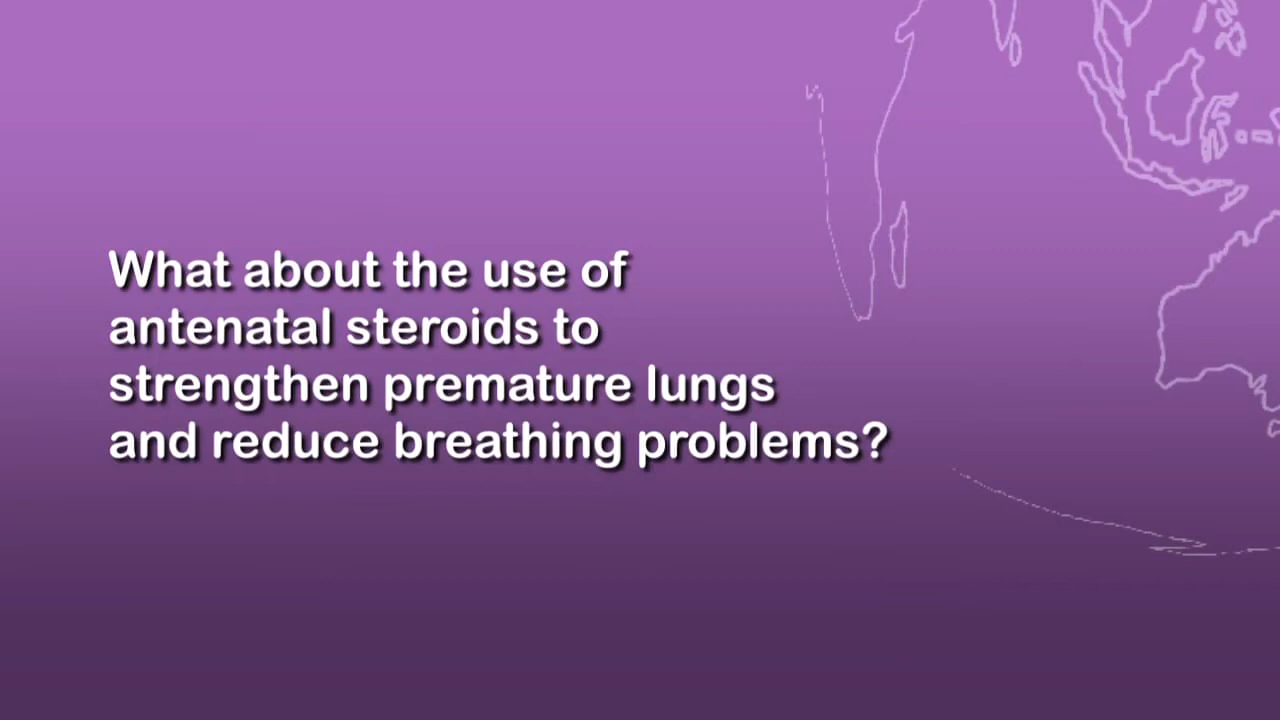 What about the use of
antenatal steroids to
strengthen premature lungs
and reduce breathing problems?